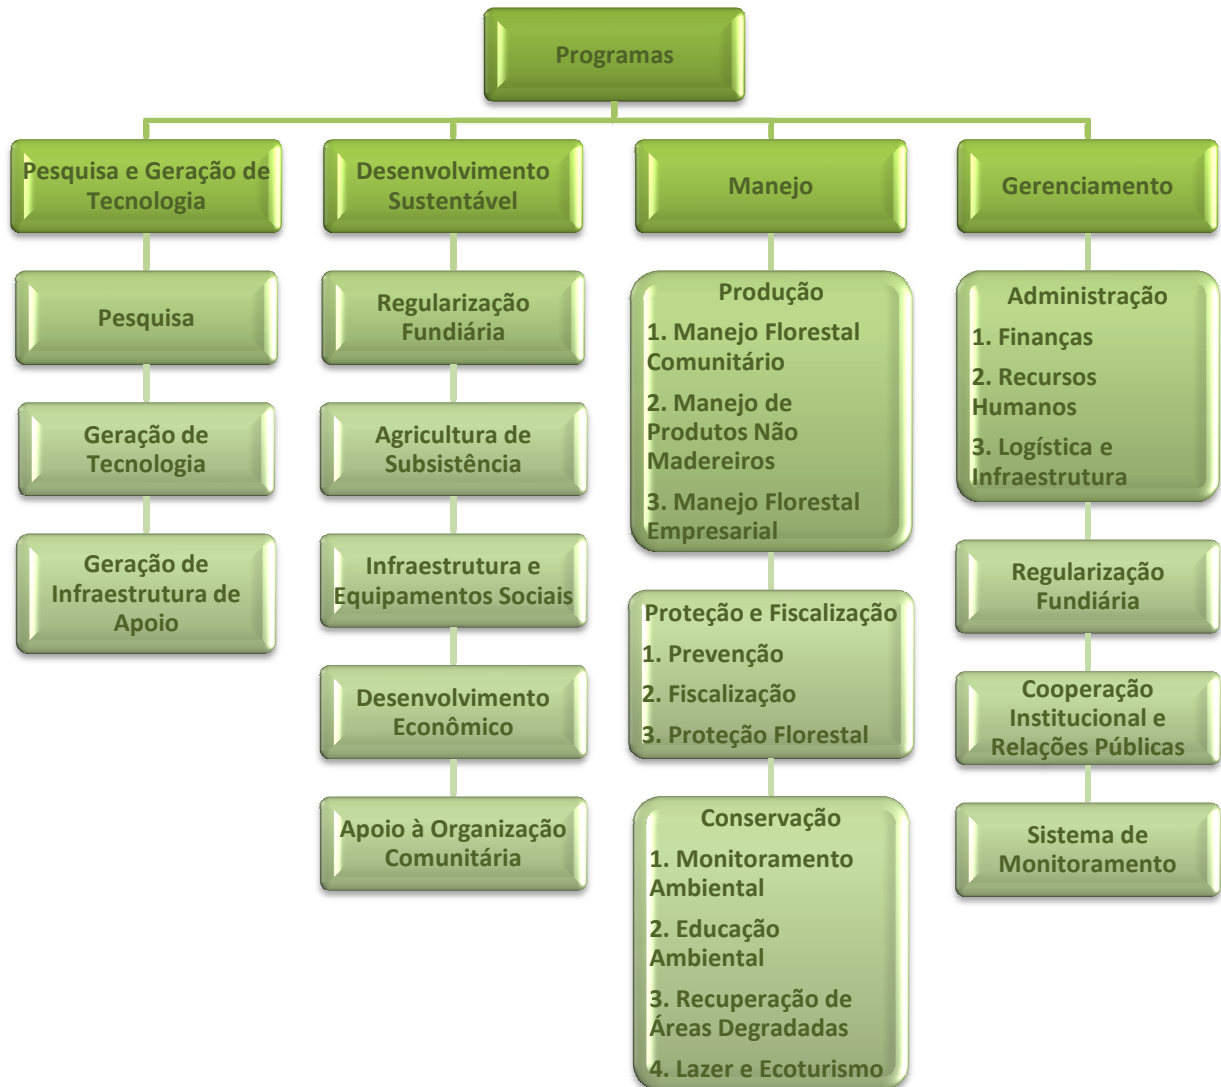 Programas
Pesquisa e Geração de
Tecnologia
Pesquisa
Geração de
Tecnologia
Geração de
Infraestrutura de
Apoio
Desenvolvimento
Sustentável
Regularização
Fundiária
Agricultura de
Subsistência
Infraestrutura e
Equipamentos Sociais
Desenvolvimento
Econômico
Apoio à Organização
Comunitária
Manejo
Produção
1. Manejo Florestal
Comunitário
2. Manejo de
Produtos Não
Madereiros
3. Manejo Florestal
Empresarial
Proteção e Fiscalização
1. Prevenção
2. Fiscalização
3. Proteção Florestal
Conservação
1. Monitoramento
Ambiental
2. Educação
Ambiental
3. Recuperação de
Áreas Degradadas
4. Lazer e Ecoturismo
Gerenciamento
Administração
1. Finanças
2. Recursos
Humanos
3. Logística e
Infraestrutura
Regularização
Fundiária
Cooperação
Institucional e
Relações Públicas
Sistema de
Monitoramento